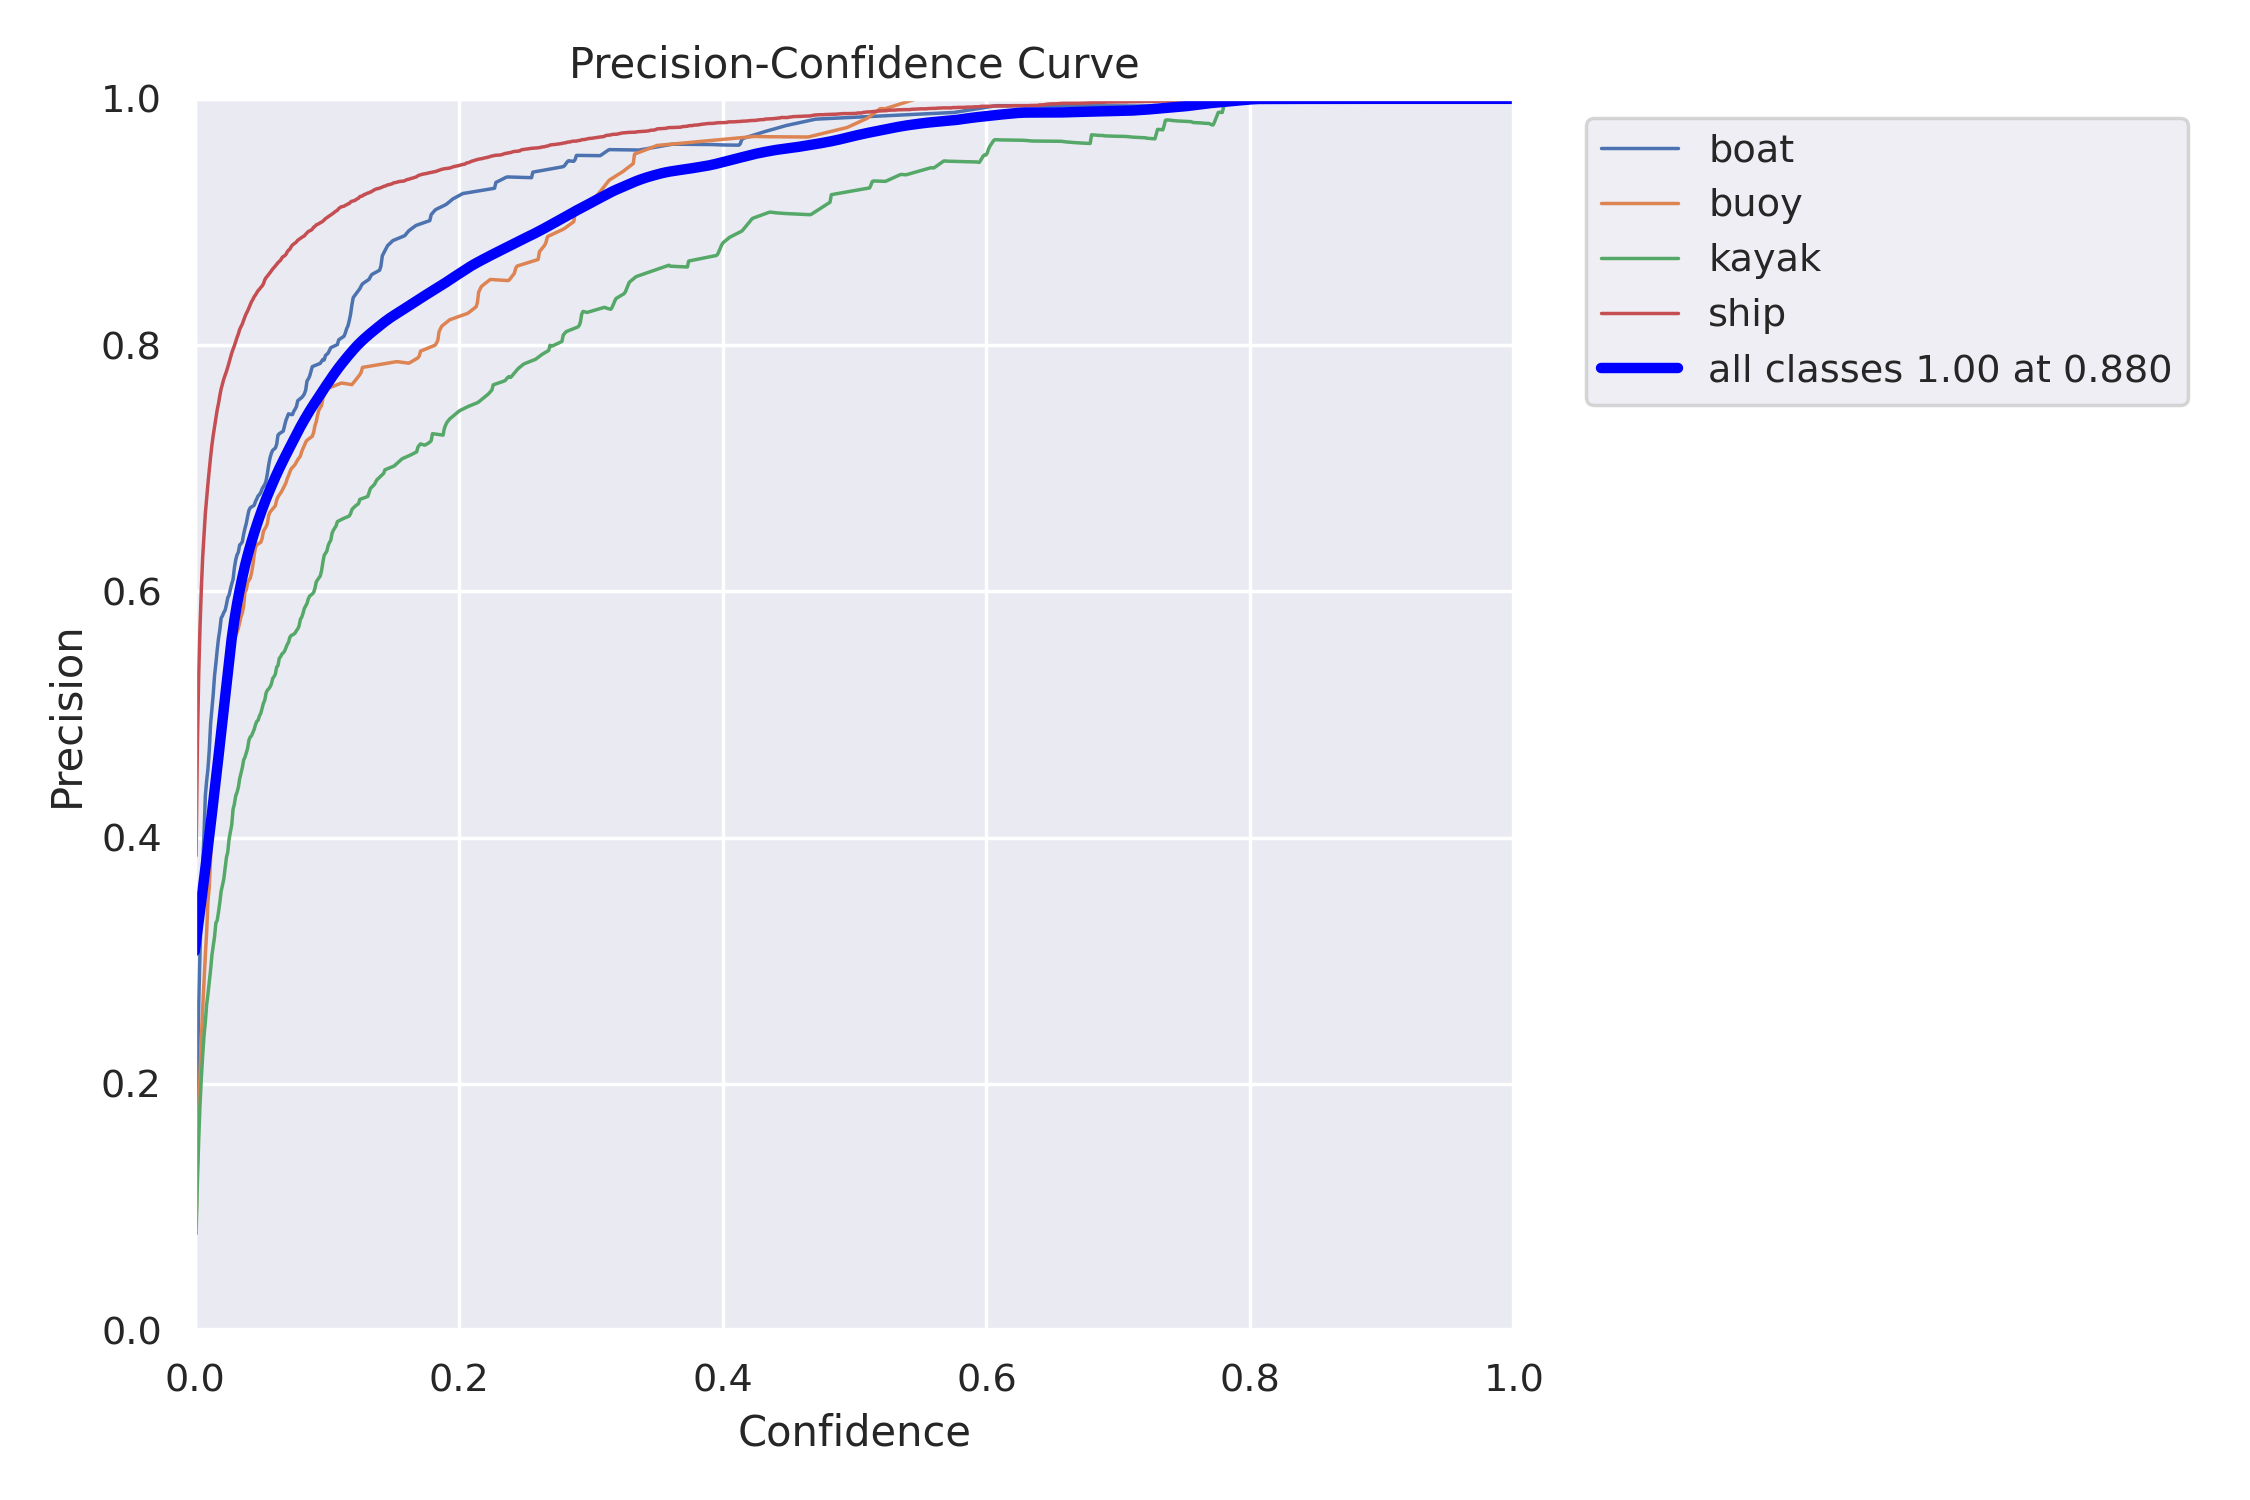 Precision-Confidence Curve
1.0
0.8
0.6
0.4
0.2
0.0
Precision
0.0 0.2 0.4 0.6 0.8 1.0
Confidence
boat
buoy
kayak
ship
all classes 1.00 at 0.880